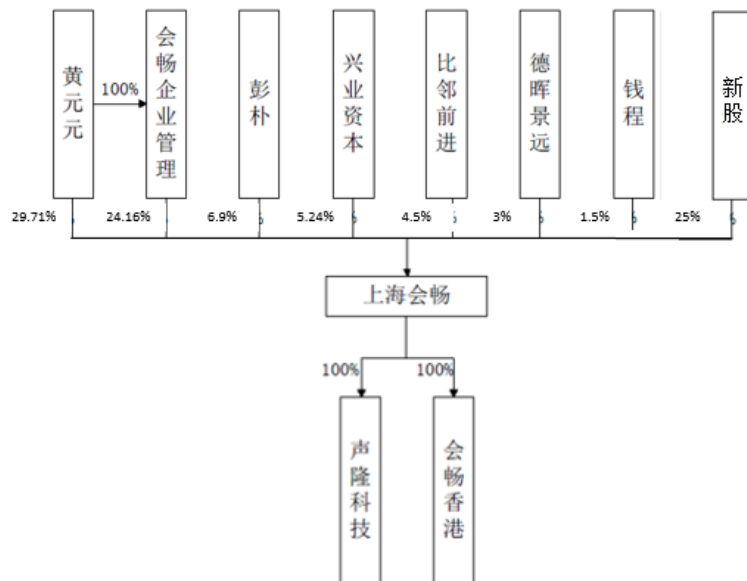 黄元元
100%
会畅企业管理
彭朴
兴业资本
比邻前进
德晖景远
钱程
新股
29.71%
24.16%
6.9%
5.24%
4.5%
3%
1.5%
25%
上海会畅
100%
100%
声隆科技
会畅香港